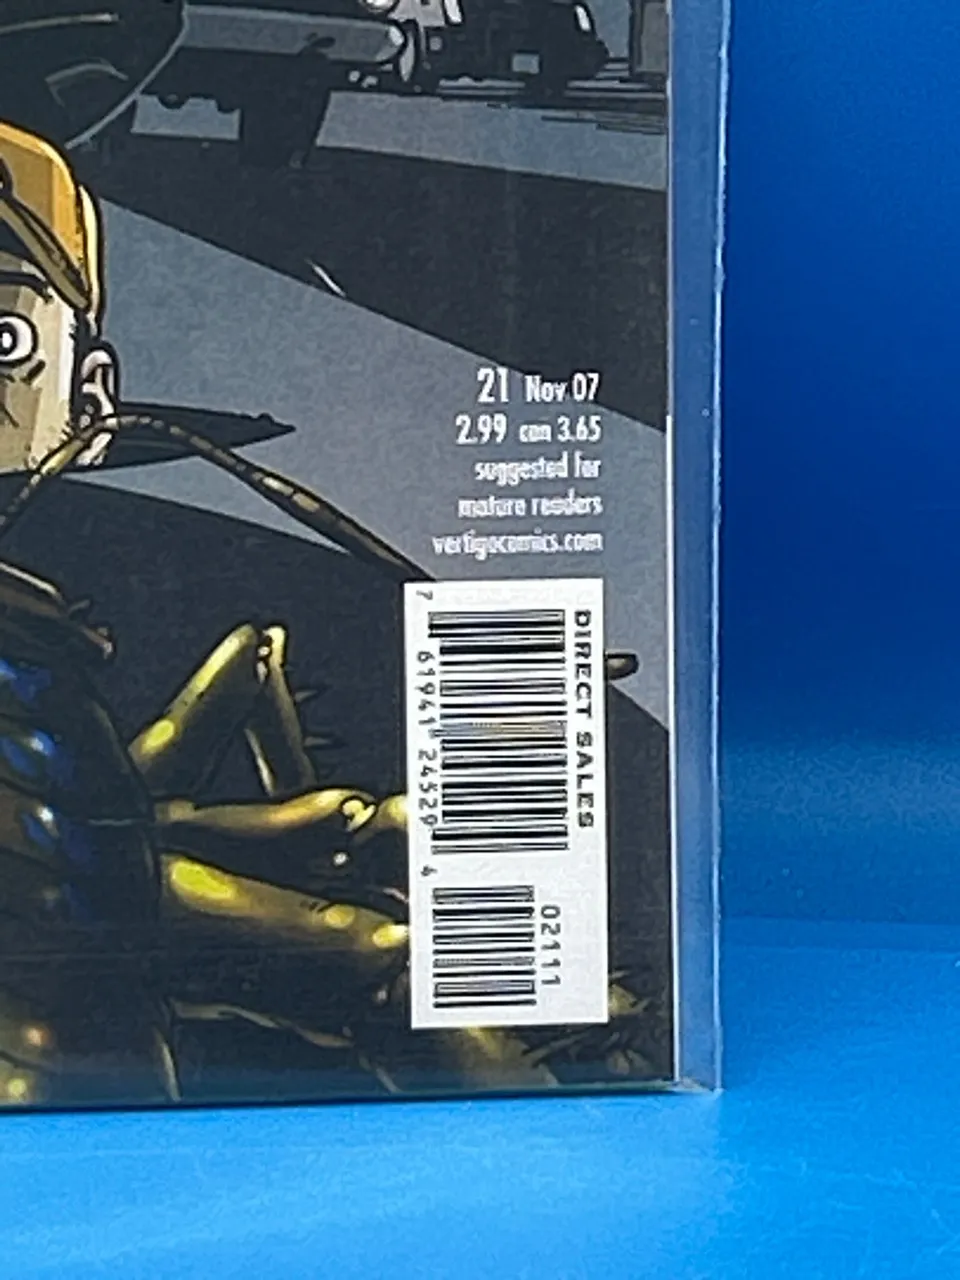 21 Nov 07
2.99 can 3.65
suggested for
mature readers
vertigocomics.com
DIRECT SALES
7 61941 24529 4
02111